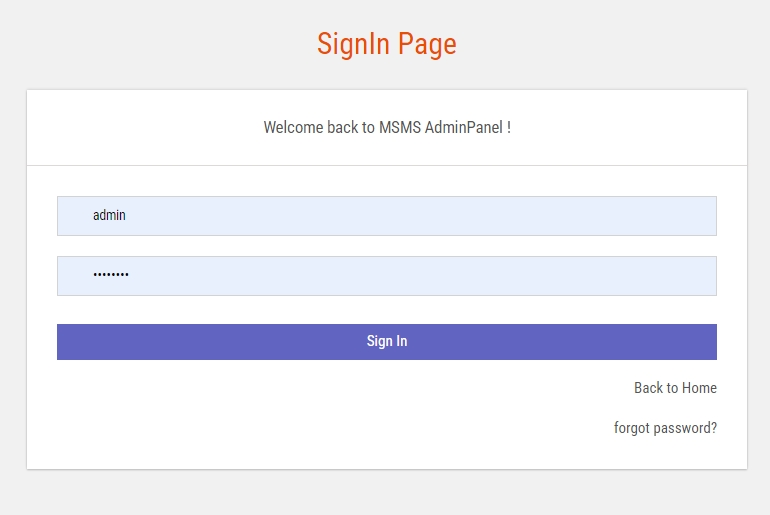 SignIn Page
Welcome back to MSMS AdminPanel !
admin
••••••••
Sign In
Back to Home
forgot password?